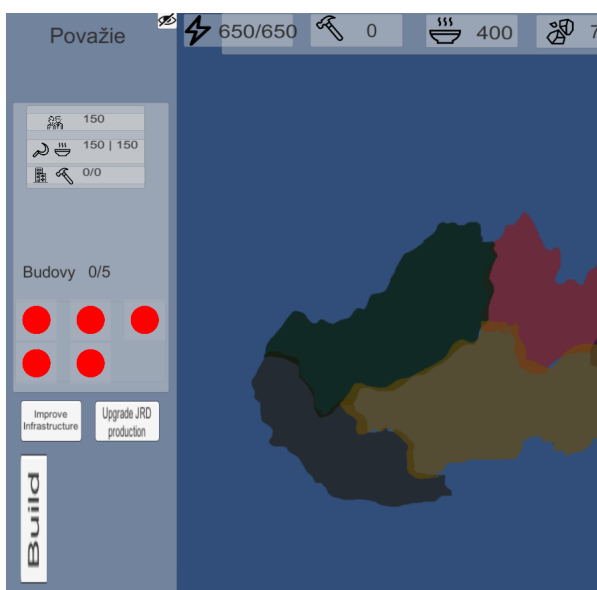 Považie
650/650
0
400
7
150
150 | 150
0/0
Budovy 0/5
Improve
Infrastructure
Upgrade JRD
production
Build